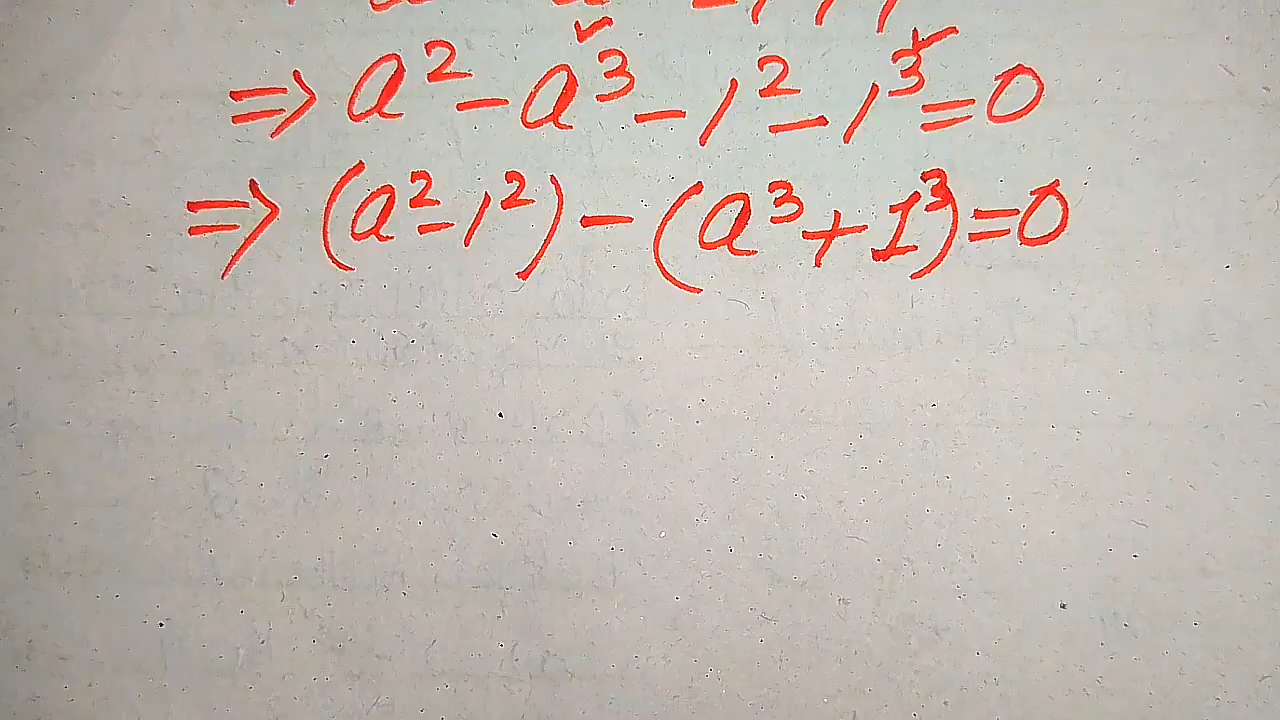 ⇒ a² - a³ - 1² - 1³ = 0
⇒ (a² - 1²) - (a³ + 1³) = 0